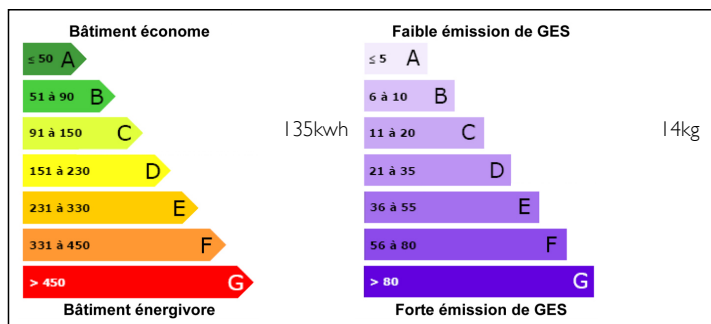 Bâtiment économe
≤ 50 A
51 à 90 B
91 à 150 C
135kwh
151 à 230 D
231 à 330 E
331 à 450 F
> 450 G
Bâtiment énergivore
Faible émission de GES
≤ 5 A
6 à 10 B
11 à 20 C
14kg
21 à 35 D
36 à 55 E
56 à 80 F
> 80 G
Forte émission de GES